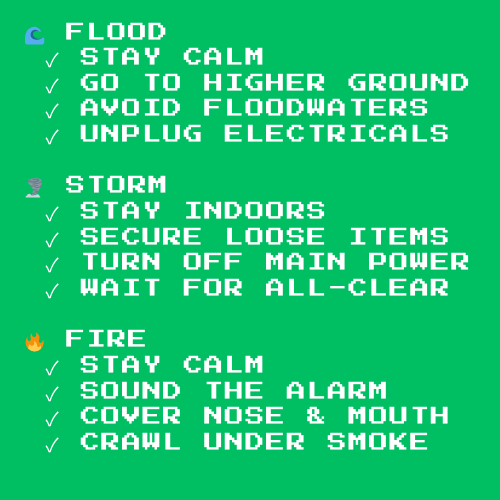 🌊 FLOOD
✓ STAY CALM
✓ GO TO HIGHER GROUND
✓ AVOID FLOODWATERS
✓ UNPLUG ELECTRICALS
🌪 STORM
✓ STAY INDOORS
✓ SECURE LOOSE ITEMS
✓ TURN OFF MAIN POWER
✓ WAIT FOR ALL-CLEAR
🔥 FIRE
✓ STAY CALM
✓ SOUND THE ALARM
✓ COVER NOSE & MOUTH
✓ CRAWL UNDER SMOKE